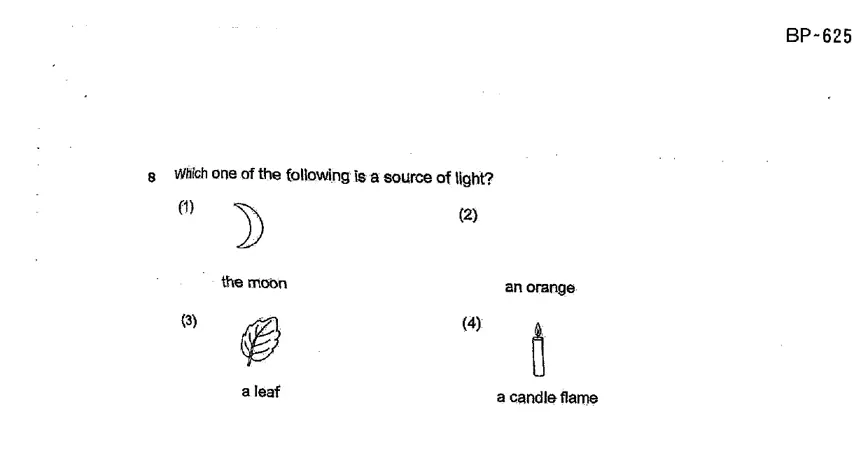 BP-625
8 Which one of the following is a source of light?
(1)
(2)
the moon
an orange
(3)
(4)
a leaf
a candle flame